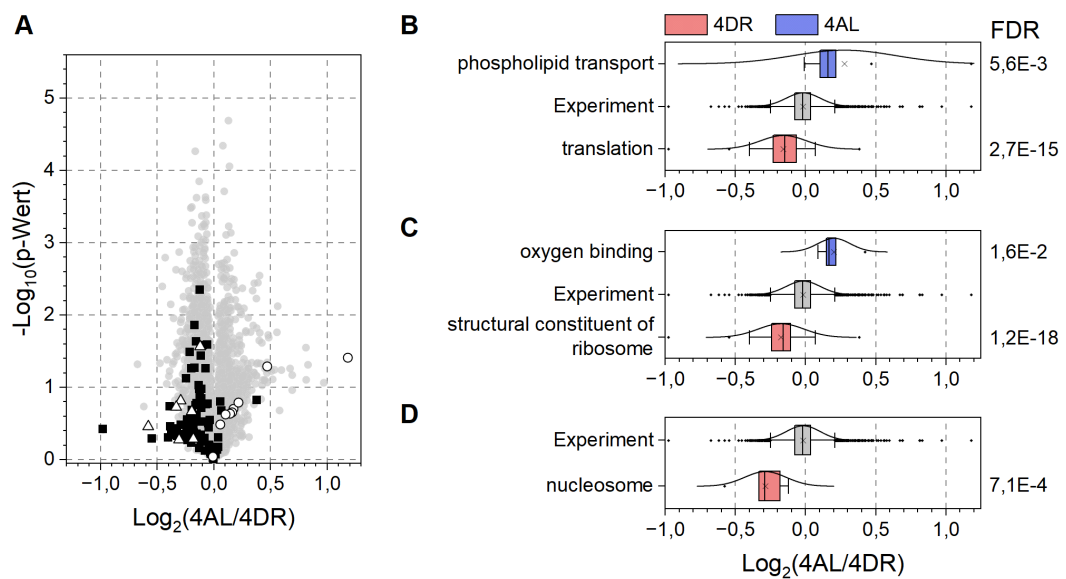 A
5
4
3
2
1
0
-Log10(p-Wert)
−1,0 −0,5 0,0 0,5 1,0
Log2(4AL/4DR)
B
4DR 4AL FDR
phospholipid transport 5,6E-3
Experiment
translation 2,7E-15
−1,0 −0,5 0,0 0,5 1,0
C
oxygen binding 1,6E-2
Experiment
structural constituent of
ribosome 1,2E-18
−1,0 −0,5 0,0 0,5 1,0
D
Experiment
nucleosome 7,1E-4
−1,0 −0,5 0,0 0,5 1,0
Log2(4AL/4DR)